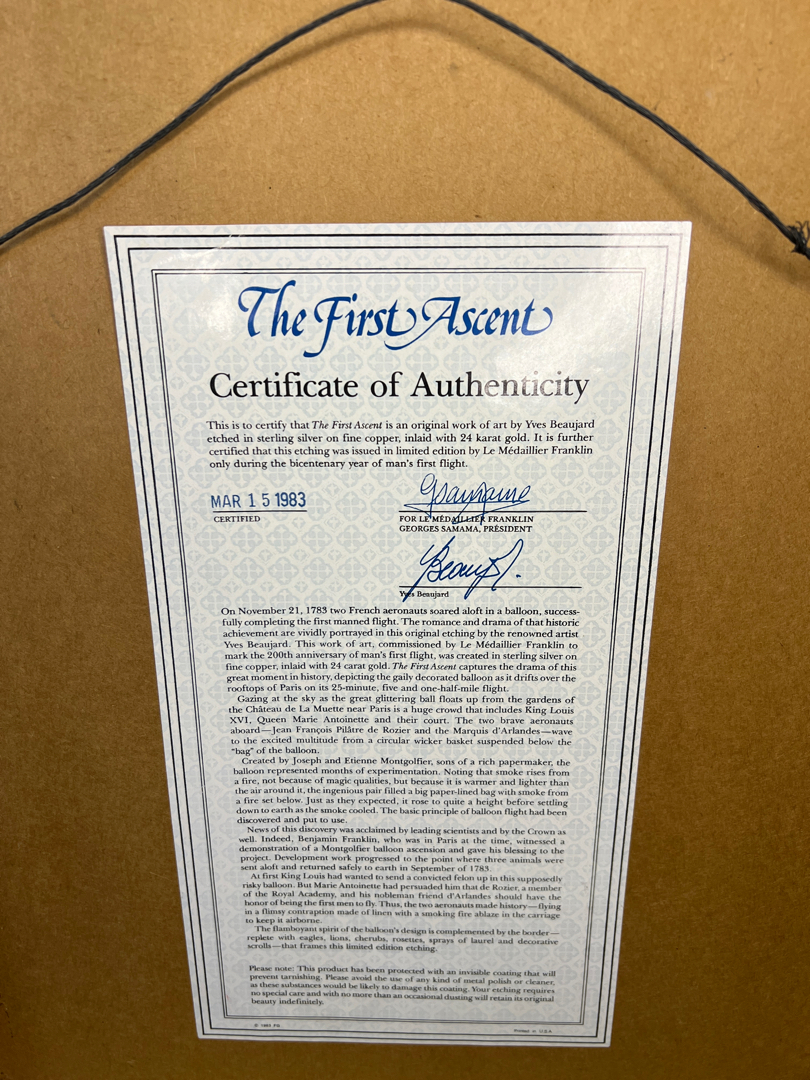 The First Ascent
Certificate of Authenticity
This is to certify that The First Ascent is an original work of art by Yves Beaujard
etched in sterling silver on fine copper, inlaid with 24 karat gold. It is further
certified that this etching was issued in limited edition by Le Médaillier Franklin
only during the bicentenary year of man's first flight.
MAR 15 1983
CERTIFIED
FOR LE MÉDAILLIER FRANKLIN
GEORGES SAMAMA, PRÉSIDENT
Yves Beaujard
On November 21, 1783 two French aeronauts soared aloft in a balloon, success-
fully completing the first manned flight. The romance and drama of that historic
achievement are vividly portrayed in this original etching by the renowned artist
Yves Beaujard. This work of art, commissioned by Le Médaillier Franklin to
mark the 200th anniversary of man's first flight, was created in sterling silver on
fine copper, inlaid with 24 carat gold. The First Ascent captures the drama of this
great moment in history, depicting the gaily decorated balloon as it drifts over the
rooftops of Paris on its 25-minute, five and one-half-mile flight.
Gazing at the sky as the great glittering ball floats up from the gardens of
the Château de La Muette near Paris is a huge crowd that includes King Louis
XVI, Queen Marie Antoinette and their court. The two brave aeronauts
aboard—Jean François Pilâtre de Rozier and the Marquis d'Arlandes—wave
to the excited multitude from a circular wicker basket suspended below the
"bag" of the balloon.
Created by Joseph and Etienne Montgolfier, sons of a rich papermaker, the
balloon represented months of experimentation. Noting that smoke rises from
a fire, not because of magic qualities, but because it is warmer and lighter than
the air around it, the ingenious pair filled a big paper-lined bag with smoke from
a fire set below. Just as they expected, it rose to quite a height before settling
down to earth as the smoke cooled. The basic principle of balloon flight had been
discovered and put to use.
News of this discovery was acclaimed by leading scientists and by the Crown as
well. Indeed, Benjamin Franklin, who was in Paris at the time, witnessed a
demonstration of a Montgolfier balloon ascension and gave his blessing to the
project. Development work progressed to the point where three animals were
sent aloft and returned safely to earth in September of 1783.
At first King Louis had wanted to send a convicted felon up in this supposedly
risky balloon. But Marie Antoinette had persuaded him that de Rozier, a member
of the Royal Academy, and his nobleman friend d'Arlandes should have the
honor of being the first men to fly. Thus, the two aeronauts made history—flying
in a flimsy contraption made of linen with a smoking fire ablaze in the carriage
to keep it airborne.
The flamboyant spirit of the balloon's design is complemented by the border—
replete with eagles, lions, cherubs, rosettes, sprays of laurel and decorative
scrolls—that frames this limited edition etching.
Please note: This product has been protected with an invisible coating that will
prevent tarnishing. Please avoid the use of any kind of metal polish or cleaner,
as these substances would be likely to damage this coating. Your etching requires
no special care and with no more than an occasional dusting will retain its original
beauty indefinitely.
Printed in U.S.A.